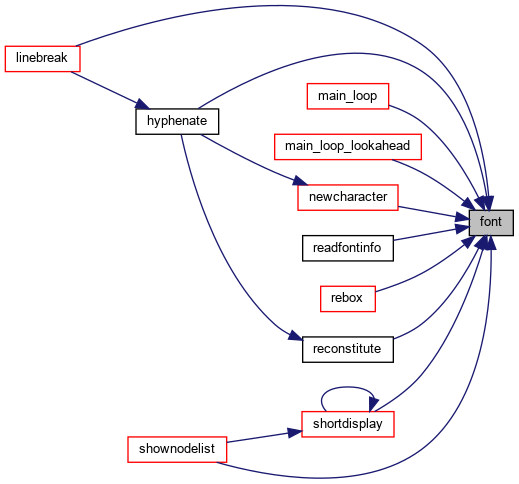 linebreak
main_loop
hyphenate
main_loop_lookahead
newcharacter
font
readfontinfo
rebox
reconstitute
shortdisplay
shownodelist